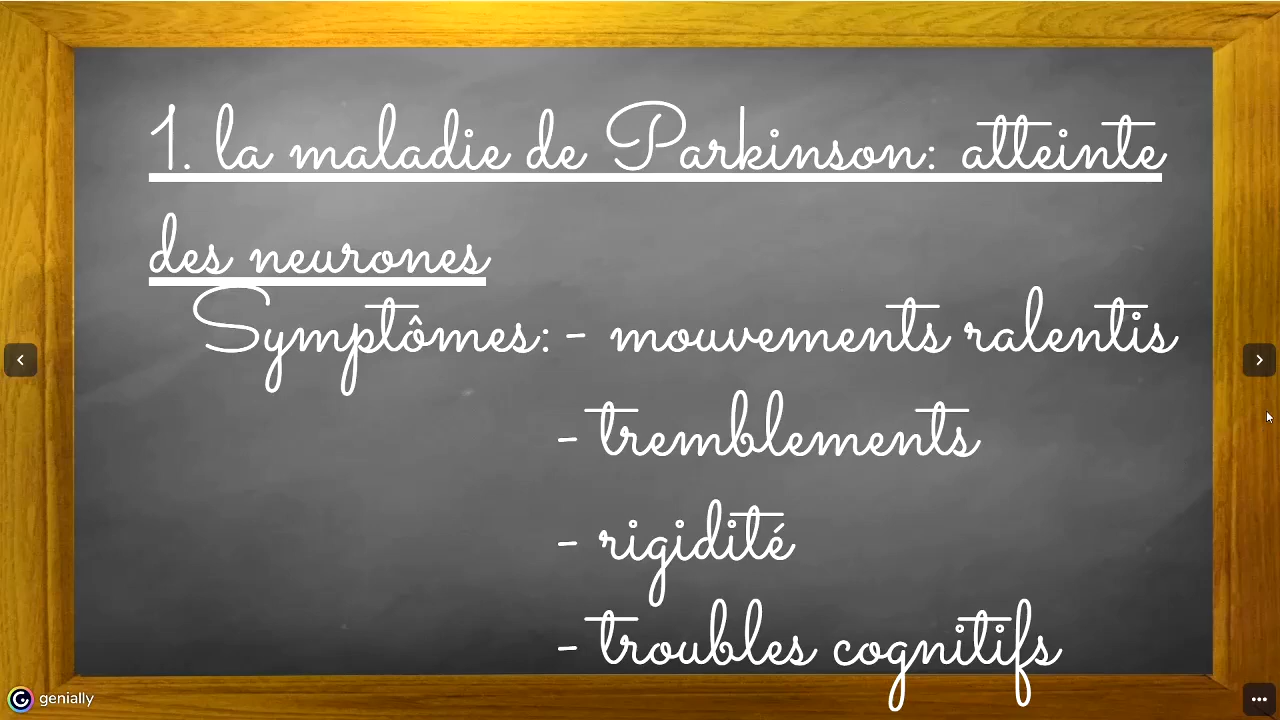 1. la maladie de Parkinson: atteinte
des neurones
Symptômes: - mouvements ralentis
- tremblements
- rigidité
- troubles cognitifs
genially